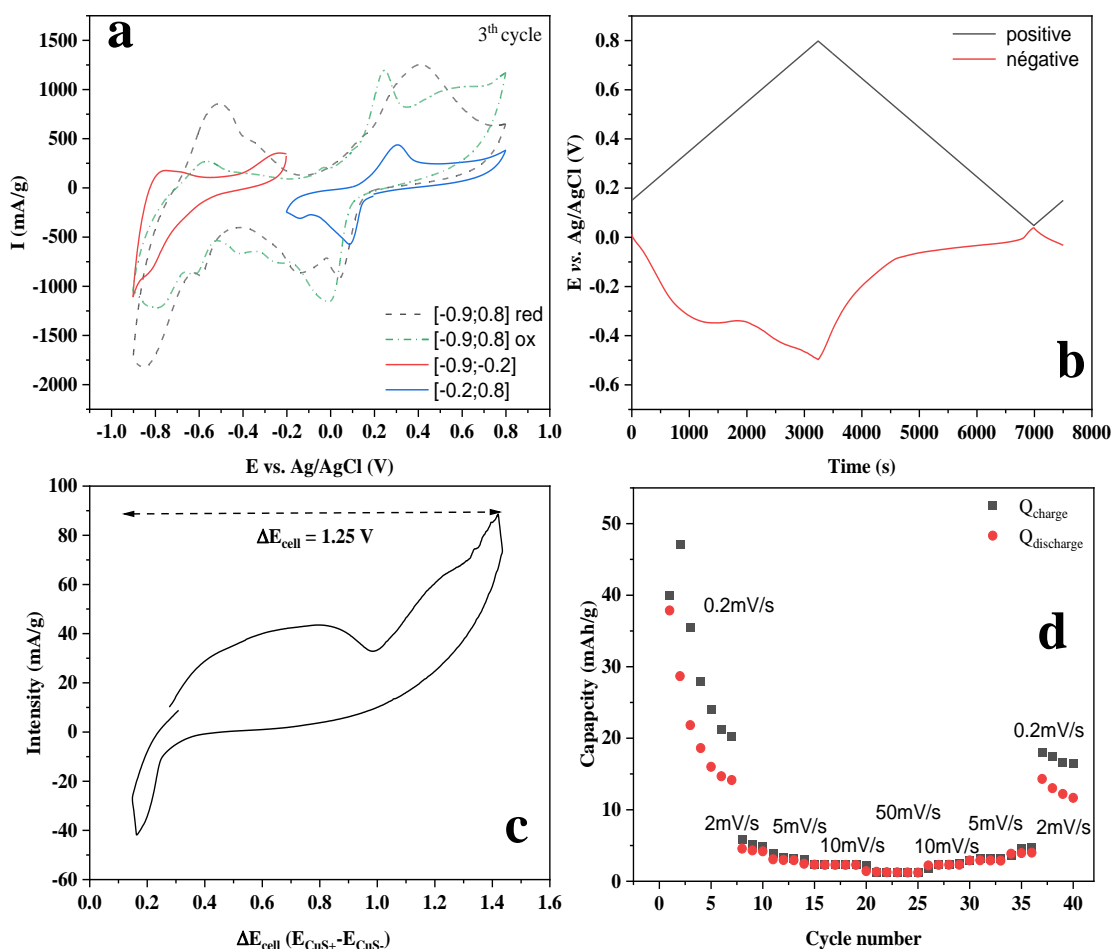 a
3th cycle
1500
1000
500
0
-500
-1000
-1500
-2000
I (mA/g)
[-0.9;0.8] red
[-0.9;0.8] ox
[-0.9;-0.2]
[-0.2;0.8]
-1.0 -0.8 -0.6 -0.4 -0.2 0.0 0.2 0.4 0.6 0.8 1.0
E vs. Ag/AgCl (V)
positive
négative
0.8
0.6
0.4
0.2
0.0
-0.2
-0.4
-0.6
E vs. Ag/AgCl (V)
b
0 1000 2000 3000 4000 5000 6000 7000 8000
Time (s)
100
80
60
40
20
0
-20
-40
-60
Intensity (mA/g)
ΔEcell = 1.25 V
c
0.0 0.2 0.4 0.6 0.8 1.0 1.2 1.4 1.6
ΔEcell (ECuS+-ECuS-)
Qcharge
Qdischarge
50
40
30
20
10
0
Capapcity (mAh/g)
0.2mV/s
d
0.2mV/s
2mV/s
5mV/s
10mV/s
50mV/s
10mV/s
5mV/s
2mV/s
0 5 10 15 20 25 30 35 40
Cycle number